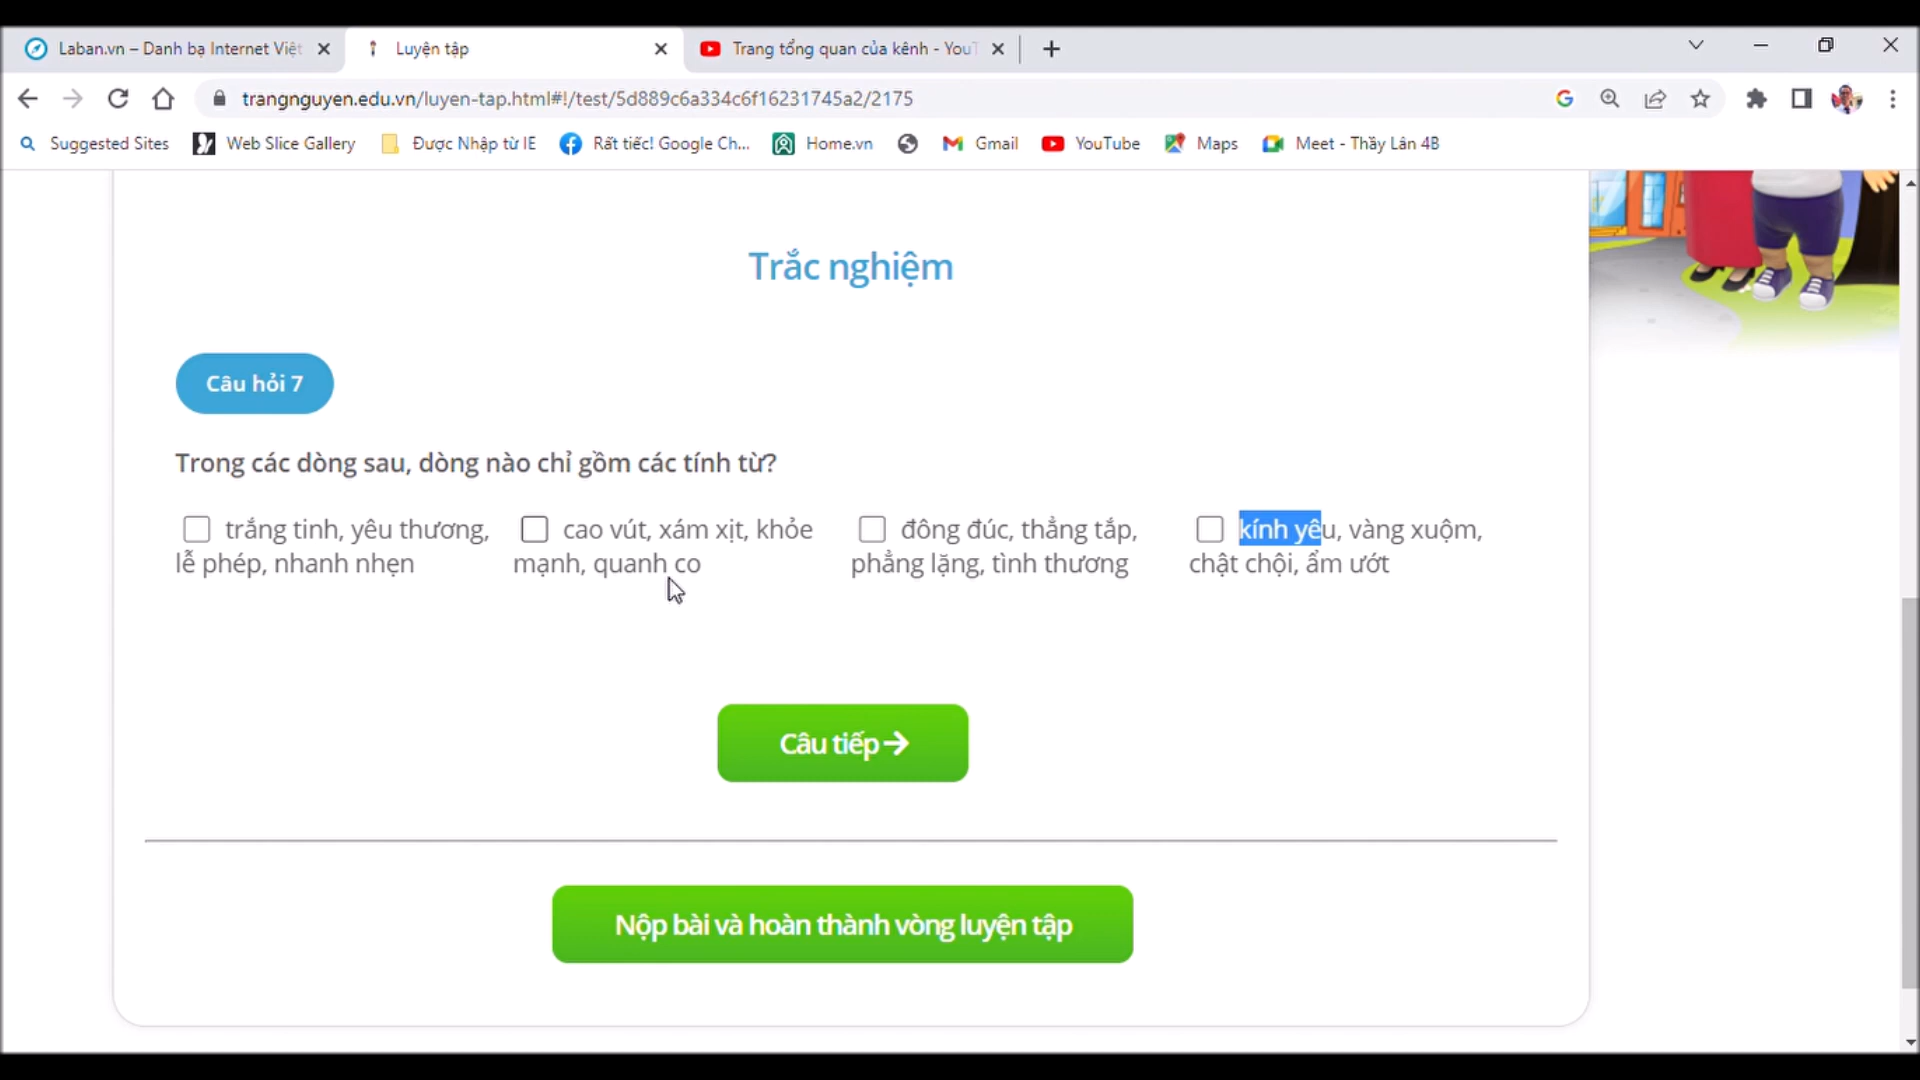 Laban.vn – Danh bạ Internet Việt
Luyện tập
Trang tổng quan của kênh - YouT
trangnguyen.edu.vn/luyen-tap.html#!/test/5d889c6a334c6f16231745a2/2175
Suggested Sites
Web Slice Gallery
Được Nhập từ IE
Rất tiếc! Google Ch...
Home.vn
Gmail
YouTube
Maps
Meet - Thầy Lân 4B
Trắc nghiệm
Câu hỏi 7
Trong các dòng sau, dòng nào chỉ gồm các tính từ?
trắng tinh, yêu thương,
lễ phép, nhanh nhẹn
cao vút, xám xịt, khỏe
mạnh, quanh co
đông đúc, thẳng tắp,
phẳng lặng, tình thương
kính yêu, vàng xuộm,
chật chội, ẩm ướt
Câu tiếp
Nộp bài và hoàn thành vòng luyện tập